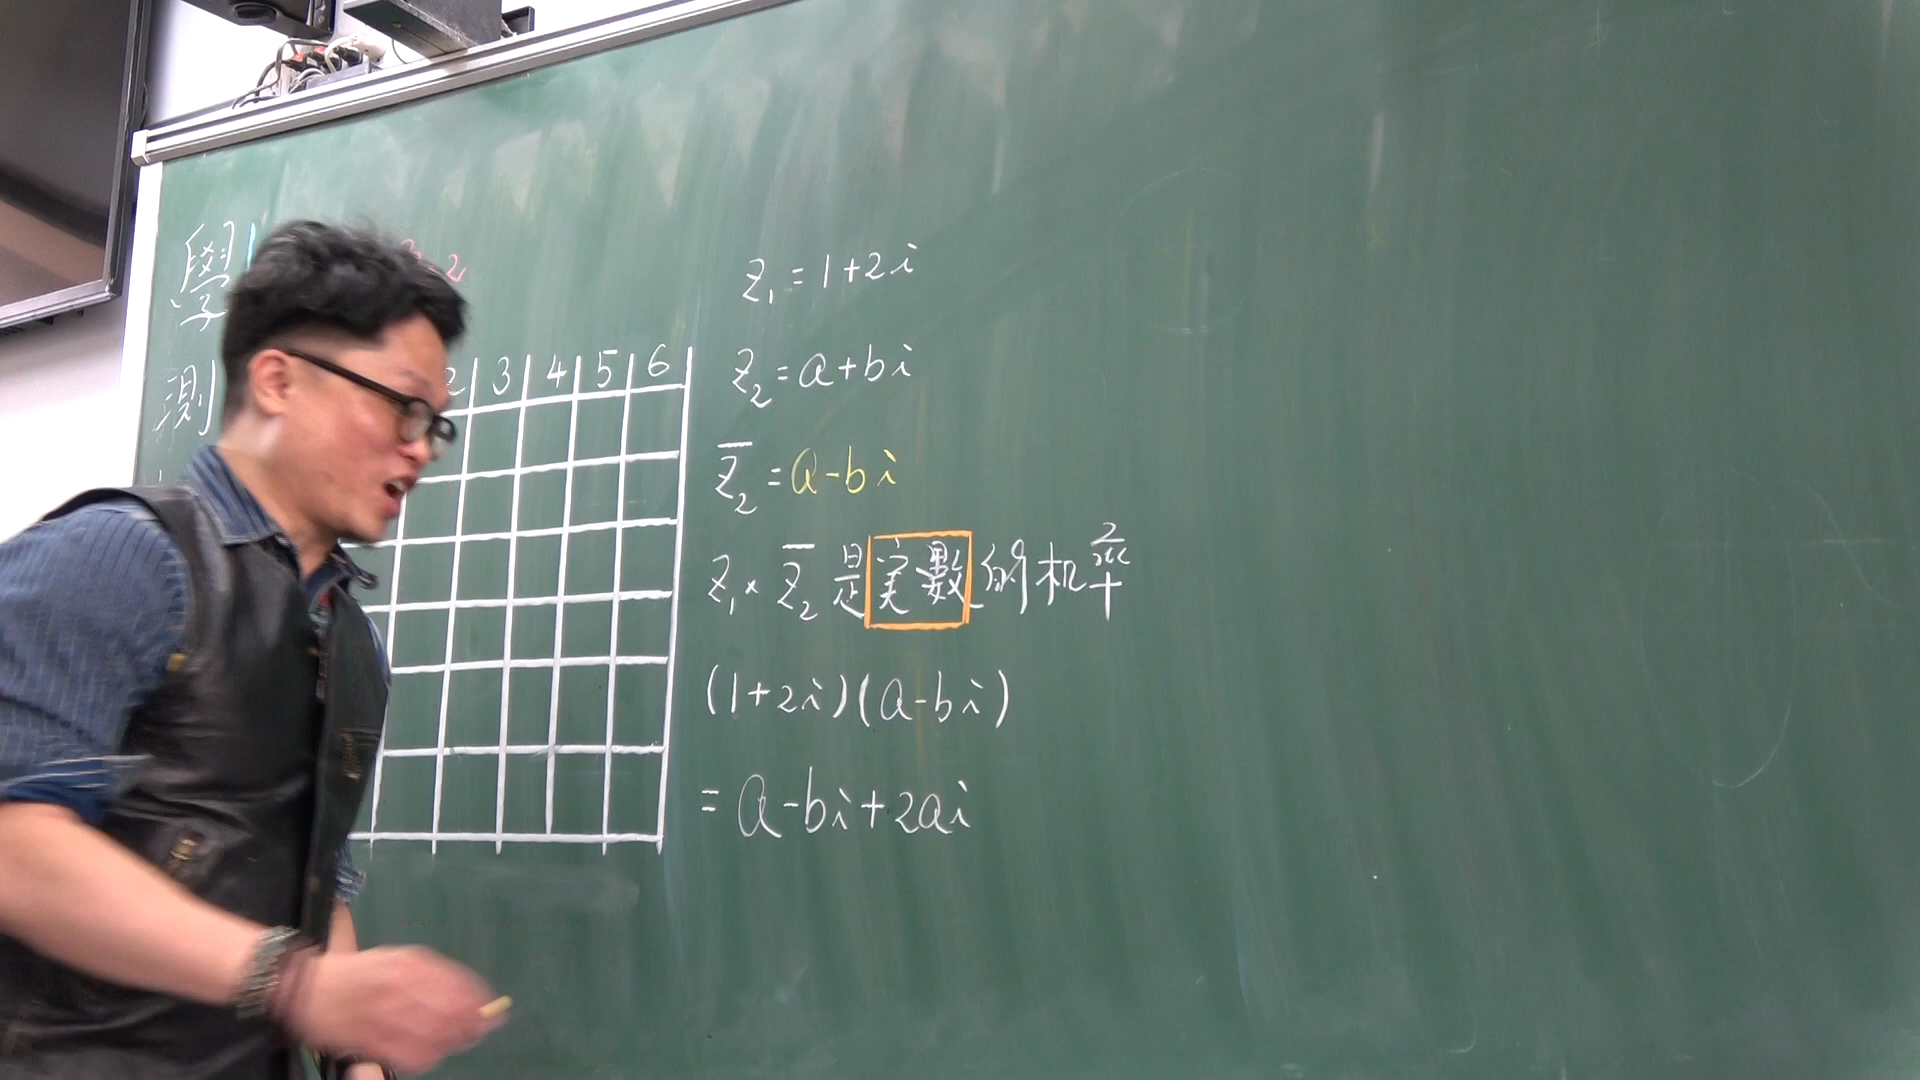 學
2
測
2 3 4 5 6
Z₁ = 1+2i
Z₂ = a+bi
Z̅₂ = a-bi
Z₁ × Z̅₂ 是實數的机率
(1+2i)(a-bi)
= a-bi+2ai